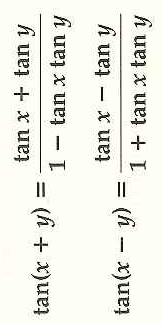 tan(x + y) = (tan x + tan y) / (1 − tan x tan y)
tan(x − y) = (tan x − tan y) / (1 + tan x tan y)